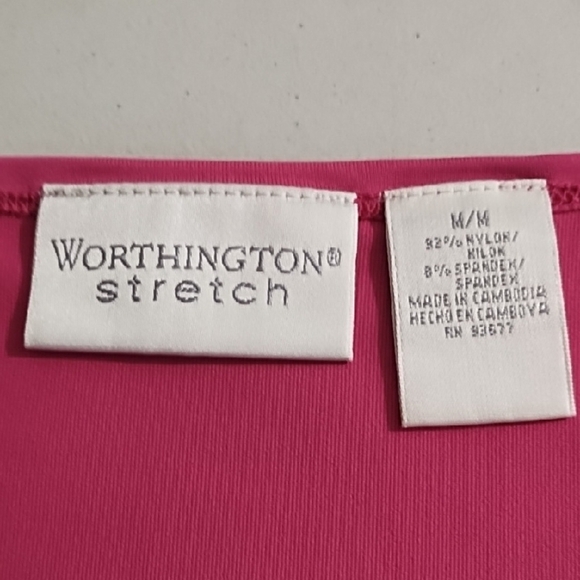 WORTHINGTON®
stretch
M/M
92% NYLON/
NILON
8% SPANDEX/
SPANDEX
MADE IN CAMBODIA
HECHO EN CAMBOYA
RN 93677